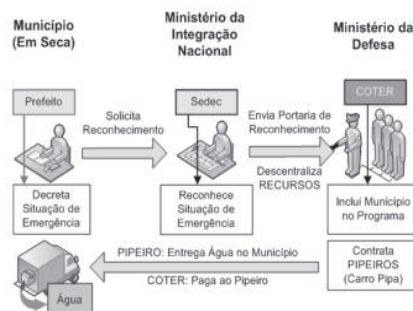 Município
(Em Seca)
Ministério da
Integração
Nacional
Ministério da
Defesa
Prefeito
Solicita
Reconhecimento
Sedec
Envia Portaria de
Reconhecimento
COTER
Descentraliza
RECURSOS
Decreta
Situação de
Emergência
Reconhece
Situação de
Emergência
Inclui Município
no Programa
PIPEIRO: Entrega Água no Município
COTER: Paga ao Pipeiro
Contrata
PIPEIROS
(Carro Pipa)
Água